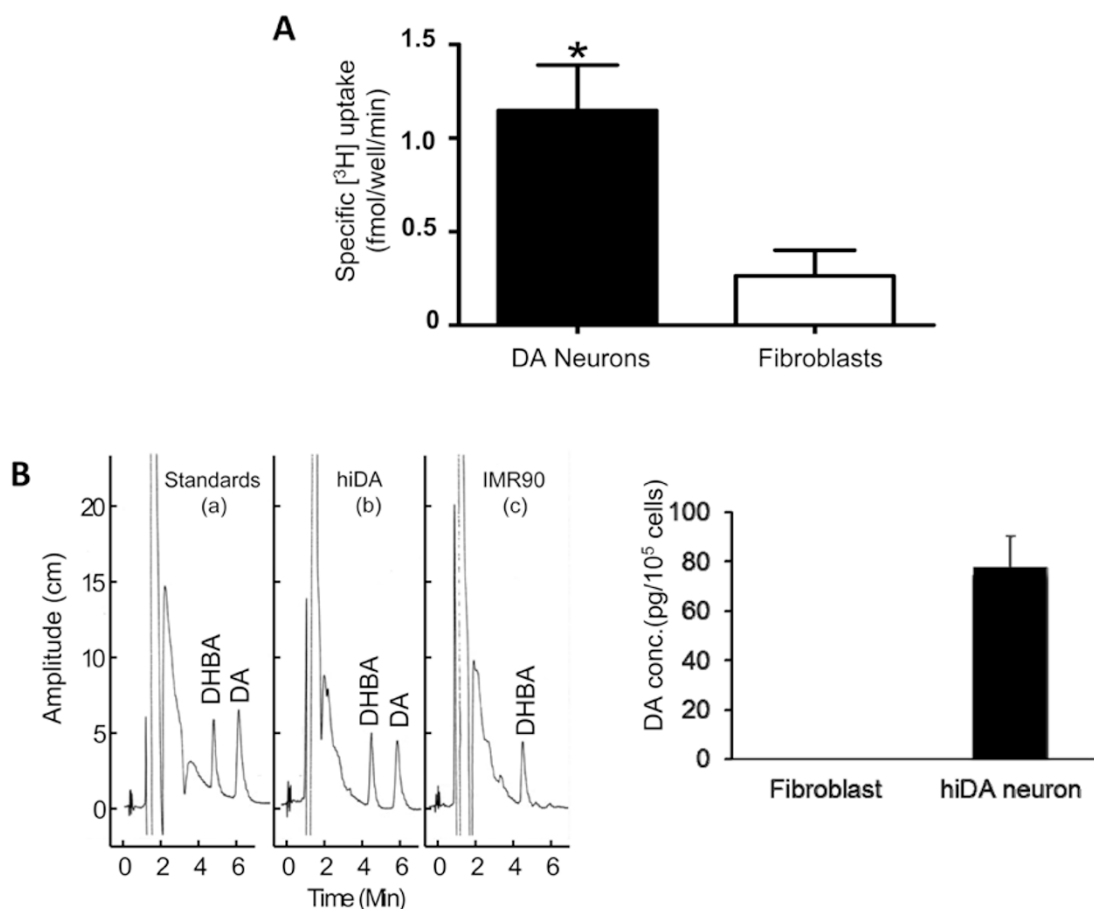 A
Specific [³H] uptake
(fmol/well/min)
1.5
1.0
0.5
0
*
DA Neurons
Fibroblasts
B
Amplitude (cm)
20
15
10
5
0
Standards
(a)
DHBA
DA
hiDA
(b)
DHBA
DA
IMR90
(c)
DHBA
0 2 4 6
0 2 4 6
0 2 4 6
Time (Min)
DA conc.(pg/10⁵ cells)
100
80
60
40
20
0
Fibroblast
hiDA neuron